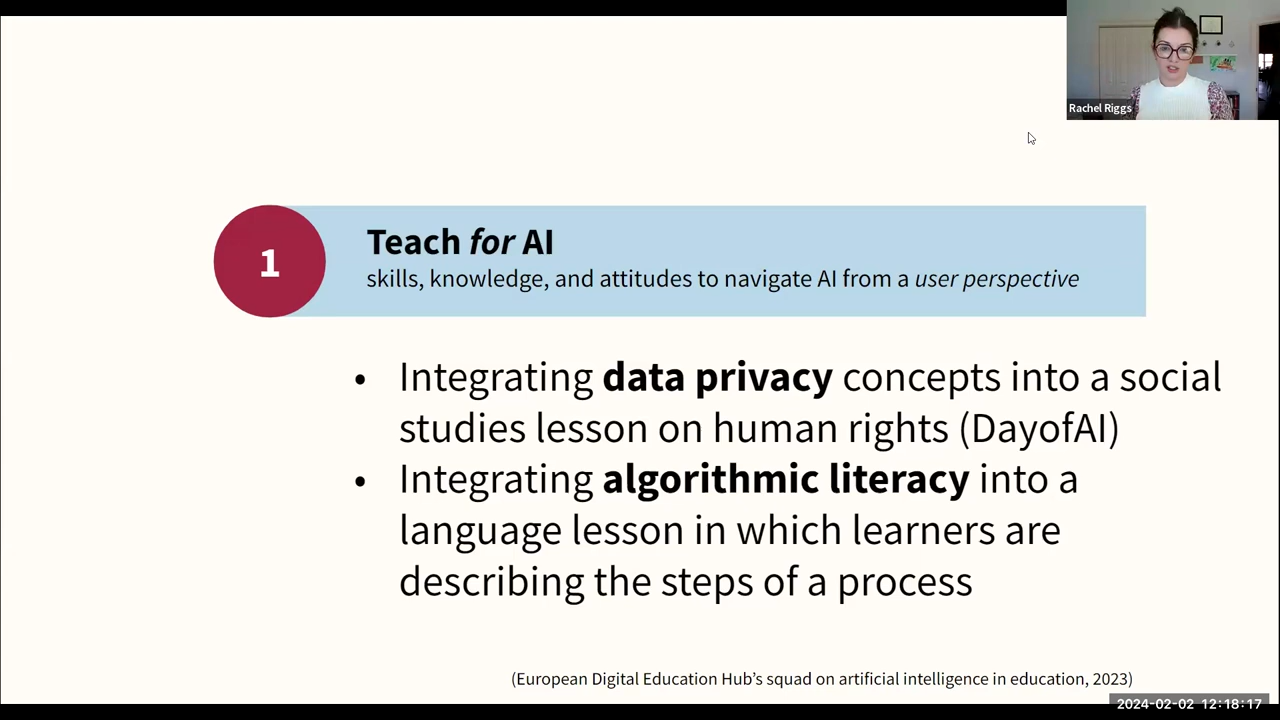 Rachel Riggs
1
Teach for AI
skills, knowledge, and attitudes to navigate AI from a user perspective
• Integrating data privacy concepts into a social
studies lesson on human rights (DayofAI)
• Integrating algorithmic literacy into a
language lesson in which learners are
describing the steps of a process
(European Digital Education Hub’s squad on artificial intelligence in education, 2023)
2024-02-02 12:18:17